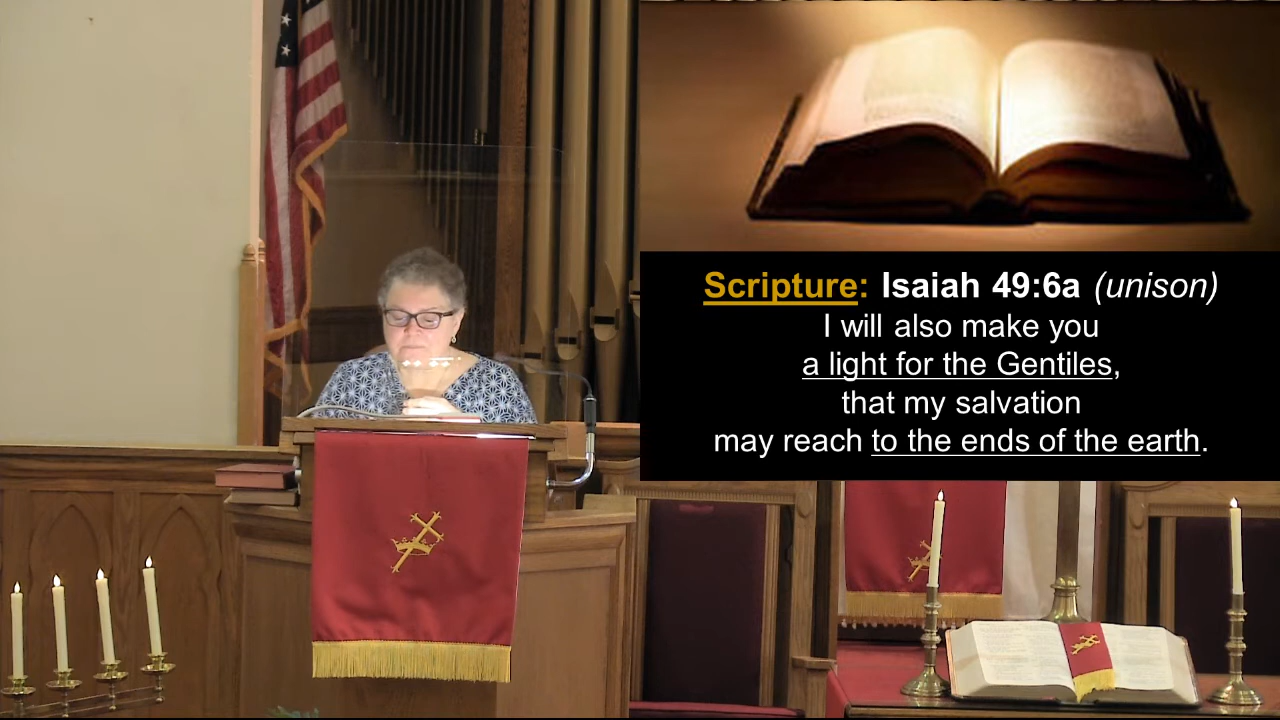 Scripture: Isaiah 49:6a (unison)
I will also make you
a light for the Gentiles,
that my salvation
may reach to the ends of the earth.